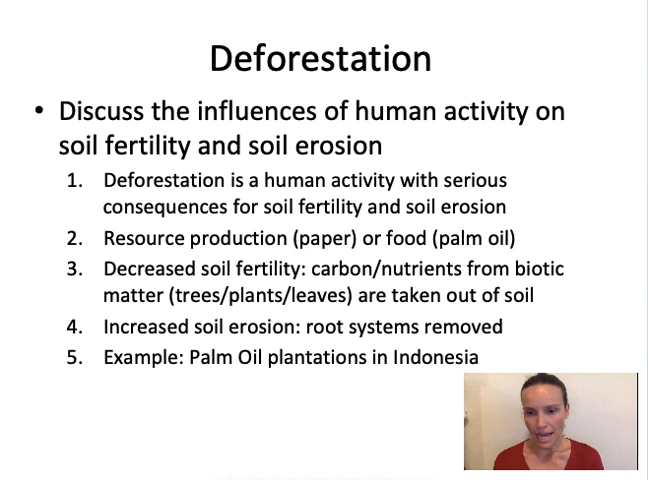 Deforestation
• Discuss the influences of human activity on
soil fertility and soil erosion
1. Deforestation is a human activity with serious
consequences for soil fertility and soil erosion
2. Resource production (paper) or food (palm oil)
3. Decreased soil fertility: carbon/nutrients from biotic
matter (trees/plants/leaves) are taken out of soil
4. Increased soil erosion: root systems removed
5. Example: Palm Oil plantations in Indonesia